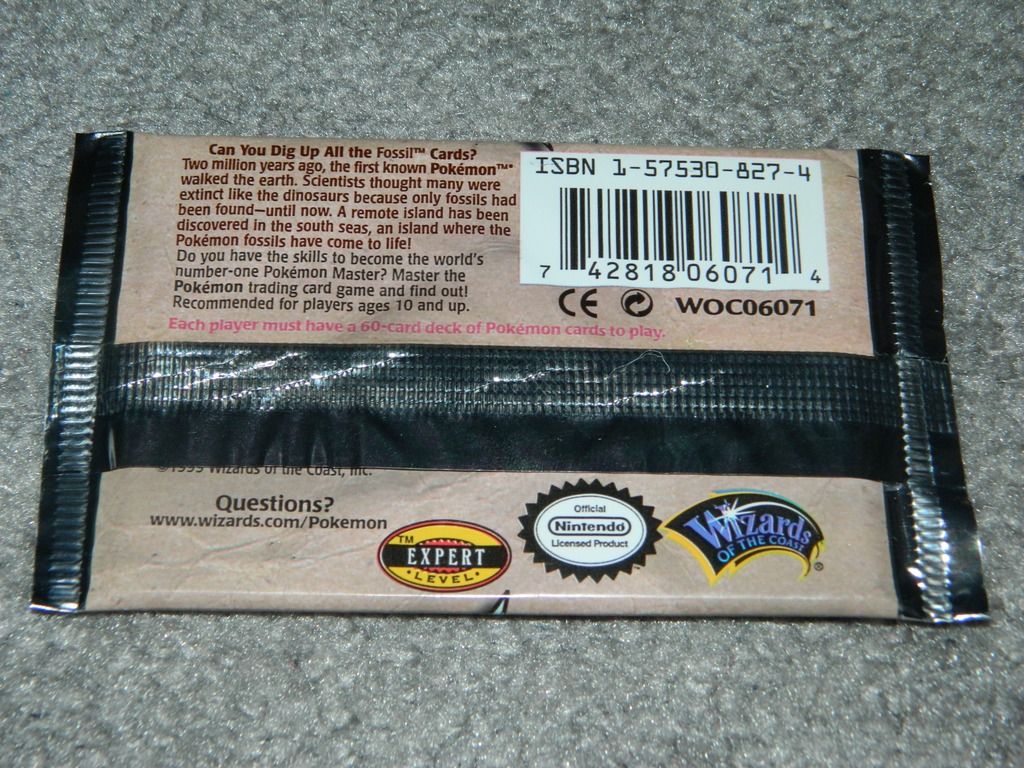 Can You Dig Up All the Fossil™ Cards?
Two million years ago, the first known Pokémon™
walked the earth. Scientists thought many were
extinct like the dinosaurs because only fossils had
been found—until now. A remote island has been
discovered in the south seas, an island where the
Pokémon fossils have come to life!
Do you have the skills to become the world's
number-one Pokémon Master? Master the
Pokémon trading card game and find out!
Recommended for players ages 10 and up.
Each player must have a 60-card deck of Pokémon cards to play.
ISBN 1-57530-827-4
7 42818 06071 4
CE WOC06071
©1999 Wizards of the Coast, Inc.
Questions?
www.wizards.com/Pokemon
TM
EXPERT
LEVEL
Official
Nintendo
Licensed Product
Wizards
OF THE COAST
®